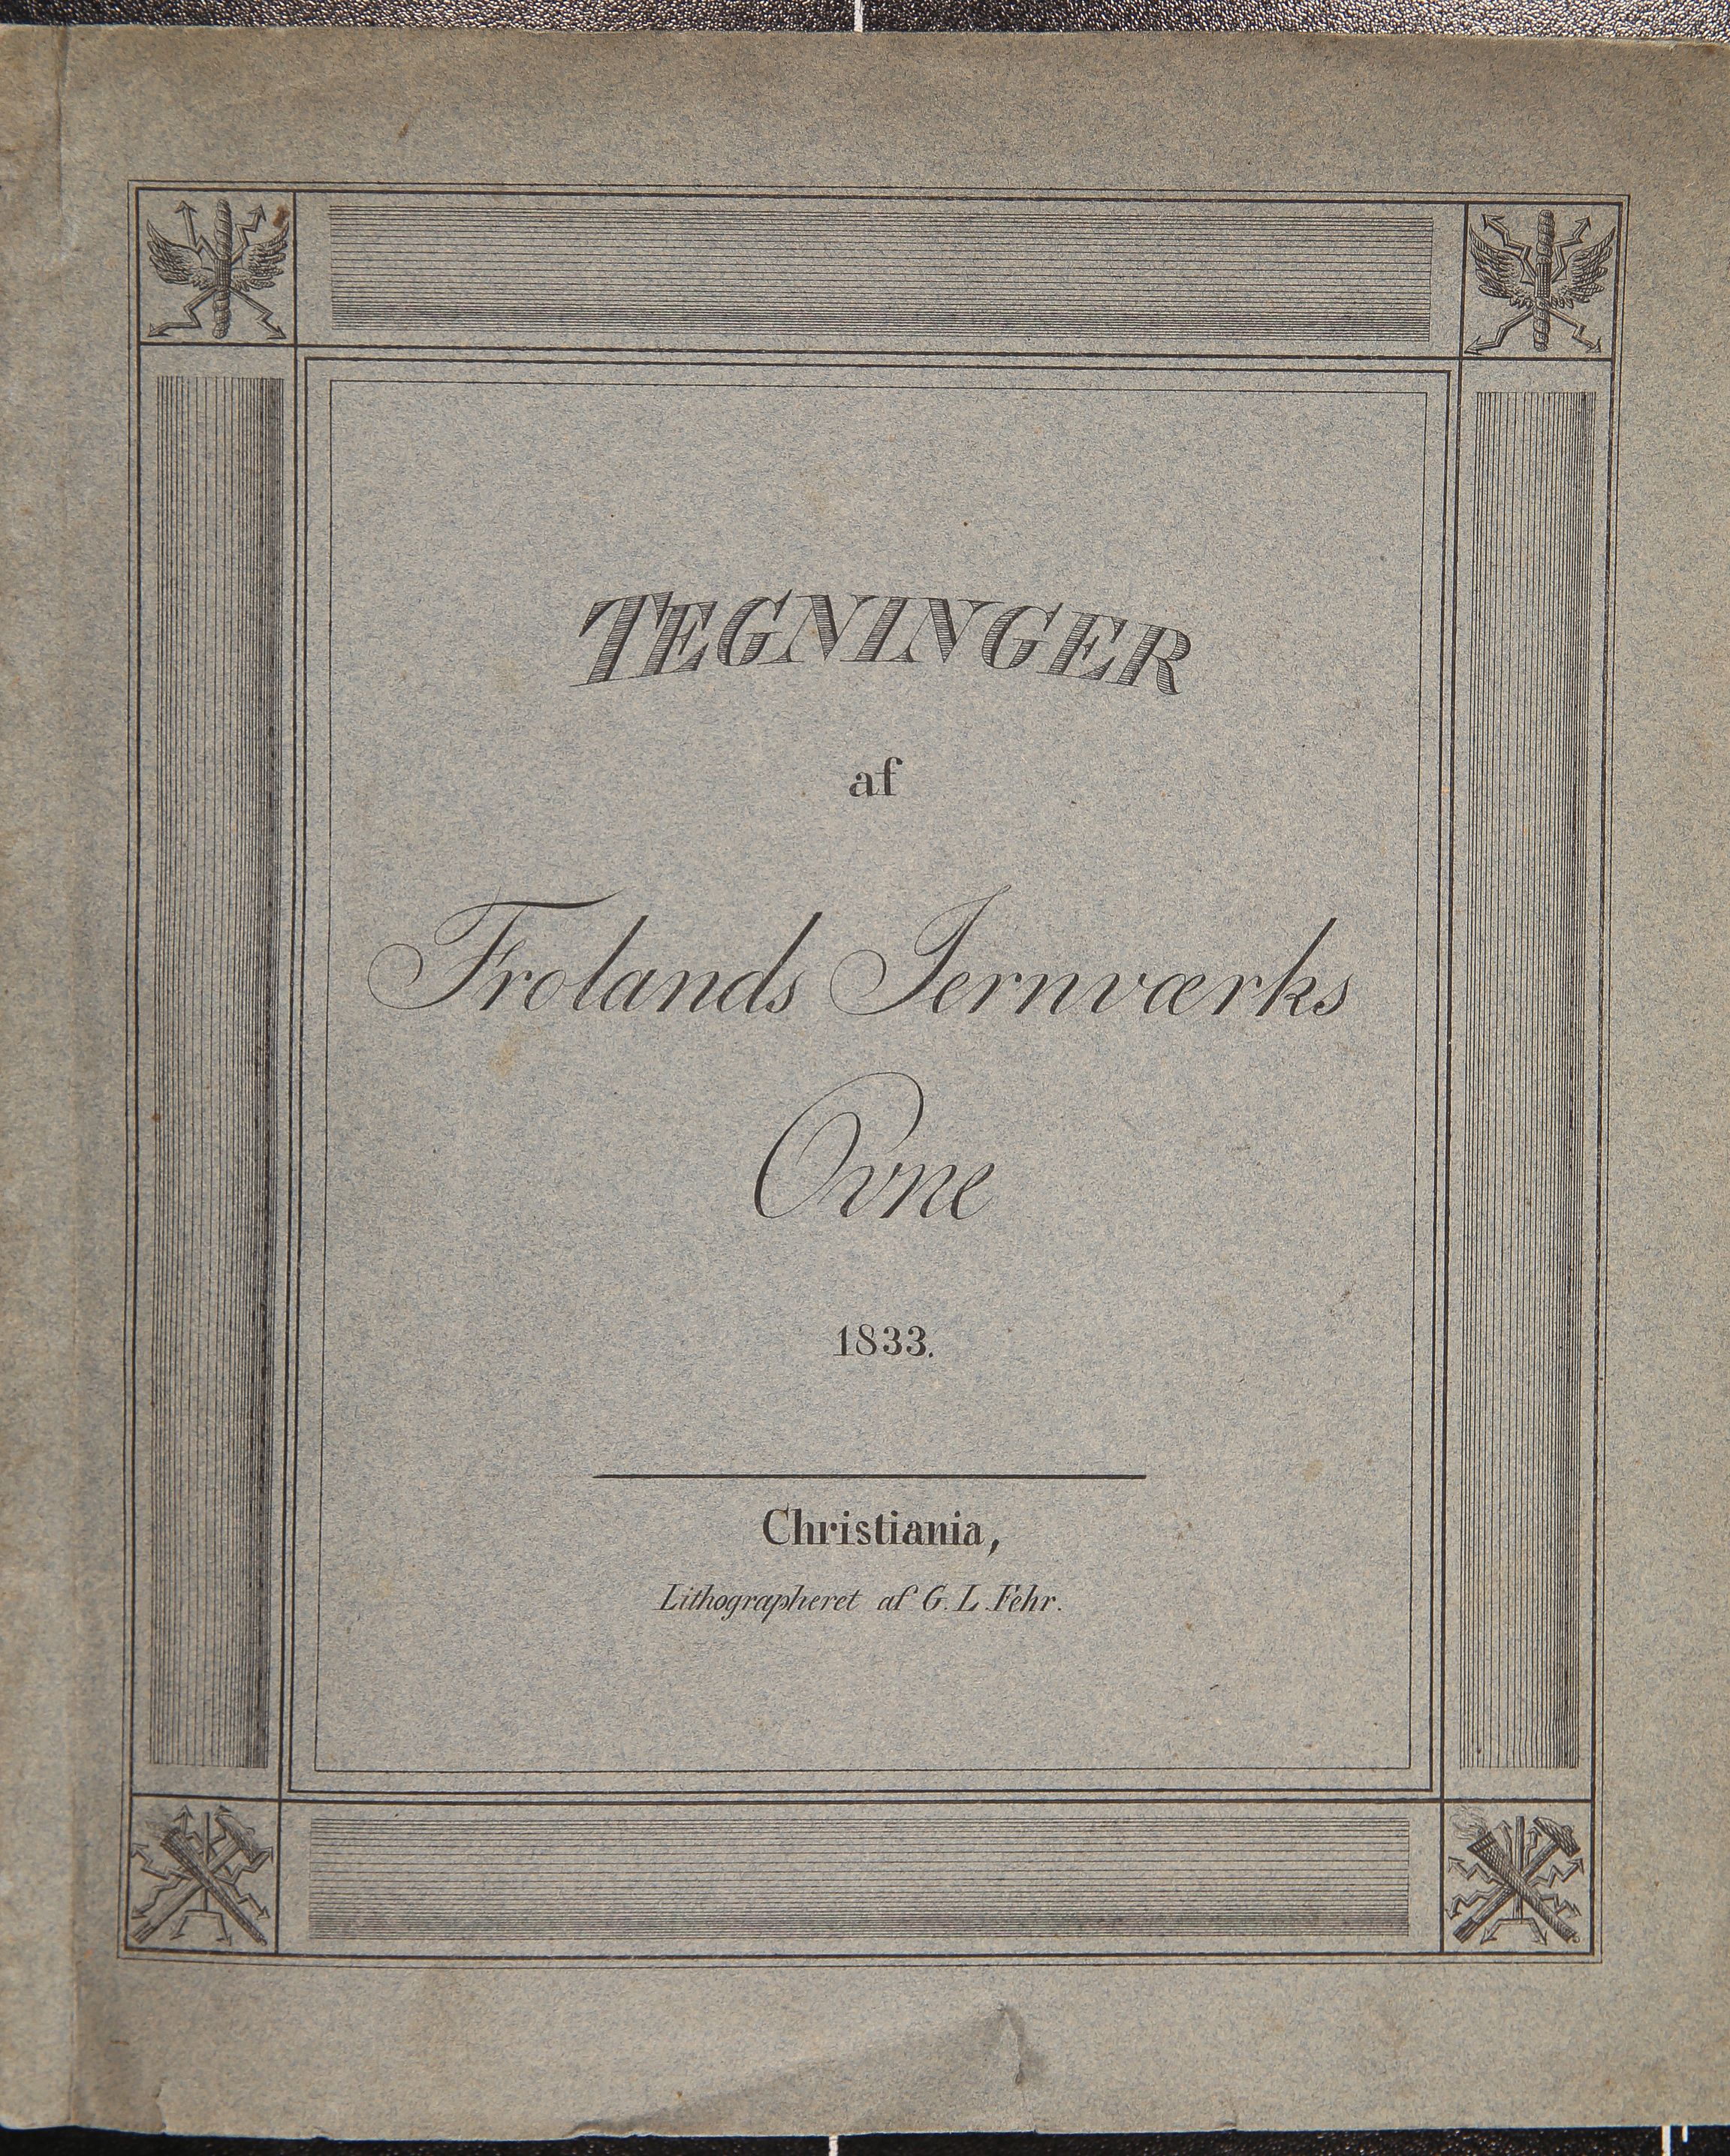 TEGNINGER
af
Frolands Jernværks
Ovne
1833.
Christiania,
Lithographeret af G. L. Fehr.